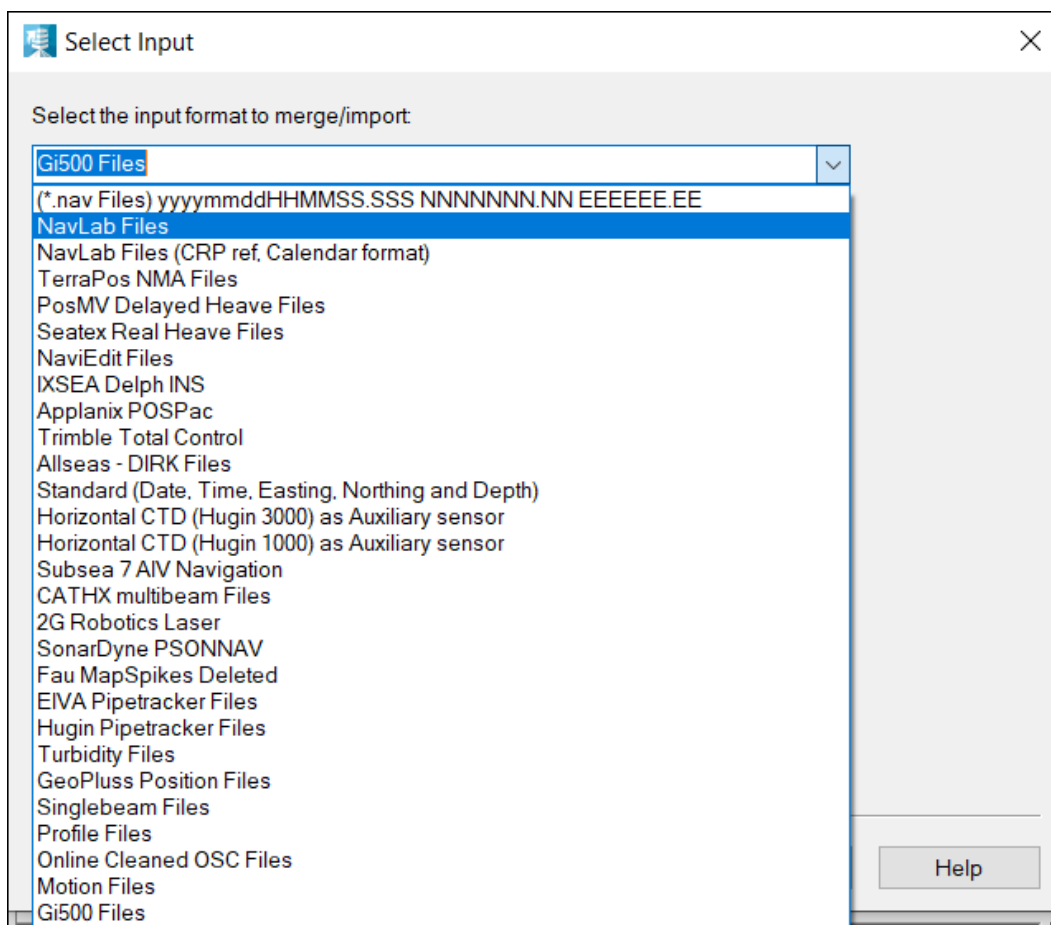 Select Input
Select the input format to merge/import:
Gi500 Files
(*.nav Files) yyyymmddHHMMSS.SSS NNNNNNN.NN EEEEEE.EE
NavLab Files
NavLab Files (CRP ref, Calendar format)
TerraPos NMA Files
PosMV Delayed Heave Files
Seatex Real Heave Files
NaviEdit Files
IXSEA Delph INS
Applanix POSPac
Trimble Total Control
Allseas - DIRK Files
Standard (Date, Time, Easting, Northing and Depth)
Horizontal CTD (Hugin 3000) as Auxiliary sensor
Horizontal CTD (Hugin 1000) as Auxiliary sensor
Subsea 7 AIV Navigation
CATHX multibeam Files
2G Robotics Laser
SonarDyne PSONNAV
Fau MapSpikes Deleted
EIVA Pipetracker Files
Hugin Pipetracker Files
Turbidity Files
GeoPluss Position Files
Singlebeam Files
Profile Files
Online Cleaned OSC Files
Help
Motion Files
Gi500 Files